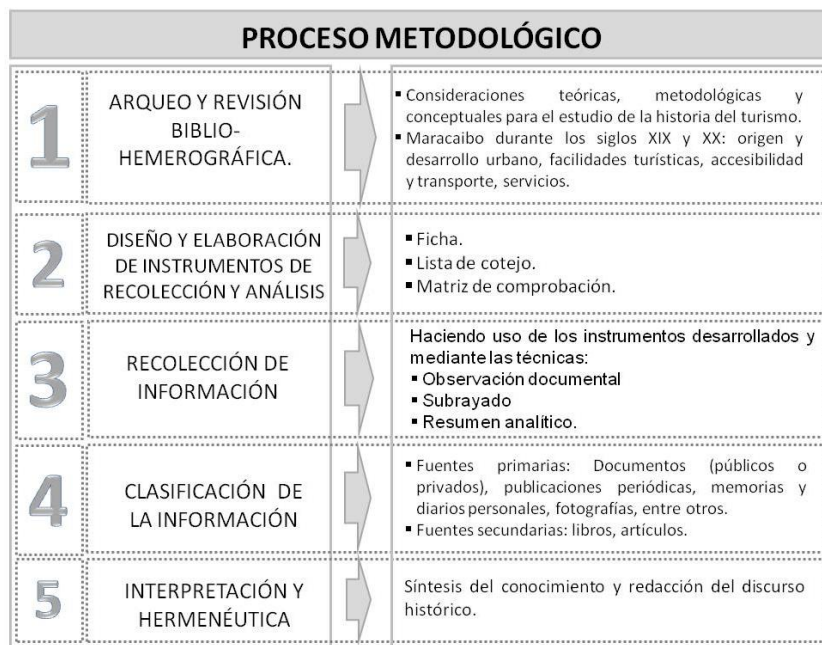 PROCESO METODOLÓGICO
1
ARQUEO Y REVISIÓN
BIBLIO-
HEMEROGRÁFICA.
▪ Consideraciones teóricas, metodológicas y
conceptuales para el estudio de la historia del turismo.
▪ Maracaibo durante los siglos XIX y XX: origen y
desarrollo urbano, facilidades turísticas, accesibilidad
y transporte, servicios.
2
DISEÑO Y ELABORACIÓN
DE INSTRUMENTOS DE
RECOLECCIÓN Y ANÁLISIS
▪ Ficha.
▪ Lista de cotejo.
▪ Matriz de comprobación.
3
RECOLECCIÓN DE
INFORMACIÓN
Haciendo uso de los instrumentos desarrollados y
mediante las técnicas:
▪ Observación documental
▪ Subrayado
▪ Resumen analítico.
4
CLASIFICACIÓN DE
LA INFORMACIÓN
▪ Fuentes primarias: Documentos (públicos o
privados), publicaciones periódicas, memorias y
diarios personales, fotografías, entre otros.
▪ Fuentes secundarias: libros, artículos.
5
INTERPRETACIÓN Y
HERMENÉUTICA
Síntesis del conocimiento y redacción del discurso
histórico.